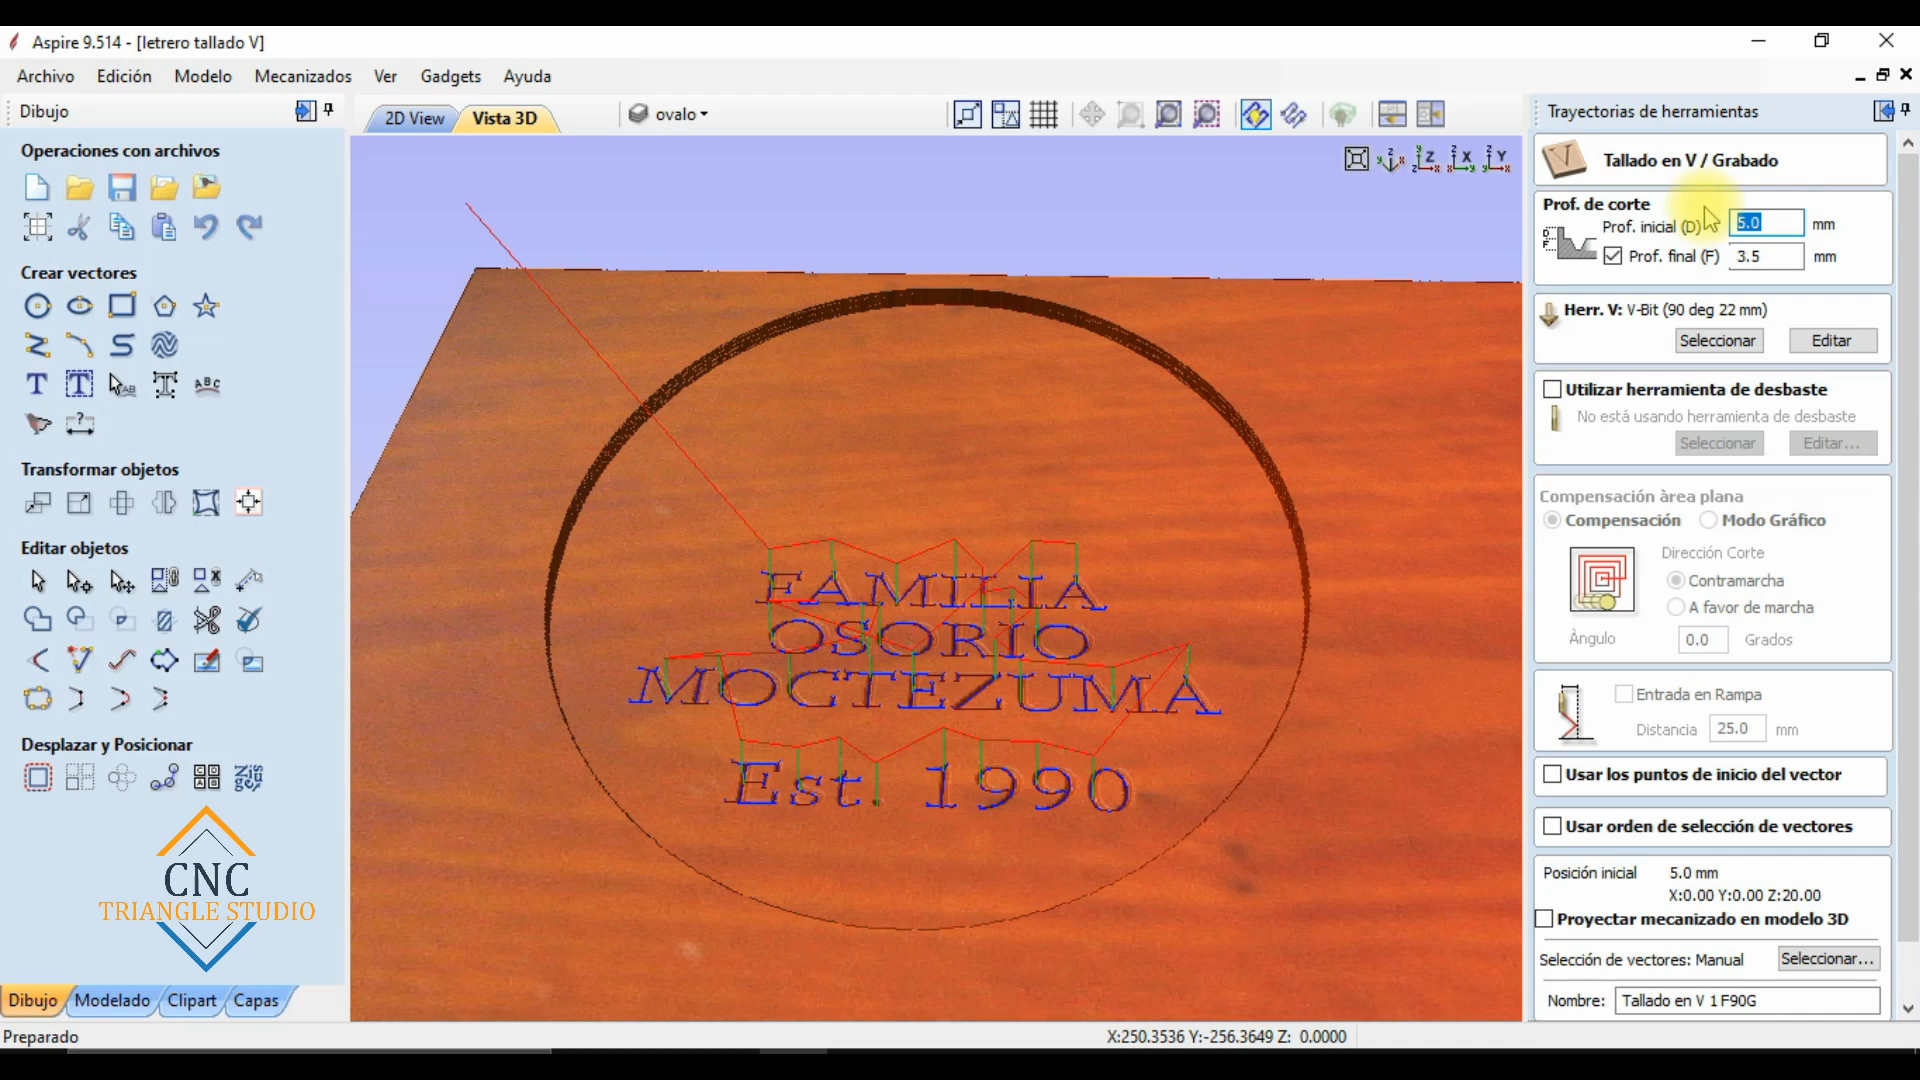 Aspire 9.514 - [letrero tallado V]
Archivo Edición Modelo Mecanizados Ver Gadgets Ayuda
Dibujo
2D View Vista 3D
ovalo
Trayectorias de herramientas
Operaciones con archivos
Crear vectores
Transformar objetos
Editar objetos
Desplazar y Posicionar
CNC
TRIANGLE STUDIO
Dibujo Modelado Clipart Capas
FAMILIA
OSORIO
MOCTEZUMA
Est. 1990
Tallado en V / Grabado
Prof. de corte
Prof. inicial (D) 5.0 mm
Prof. final (F) 3.5 mm
Herr. V: V-Bit (90 deg 22 mm)
Seleccionar Editar
Utilizar herramienta de desbaste
No está usando herramienta de desbaste
Seleccionar Editar...
Compensación àrea plana
Compensación Modo Gráfico
Dirección Corte
Contramarcha
A favor de marcha
Àngulo 0.0 Grados
Entrada en Rampa
Distancia 25.0 mm
Usar los puntos de inicio del vector
Usar orden de selección de vectores
Posición inicial 5.0 mm
X:0.00 Y:0.00 Z:20.00
Proyectar mecanizado en modelo 3D
Selección de vectores: Manual Seleccionar...
Nombre: Tallado en V 1 F90G
Preparado
X:250.3536 Y:-256.3649 Z: 0.0000